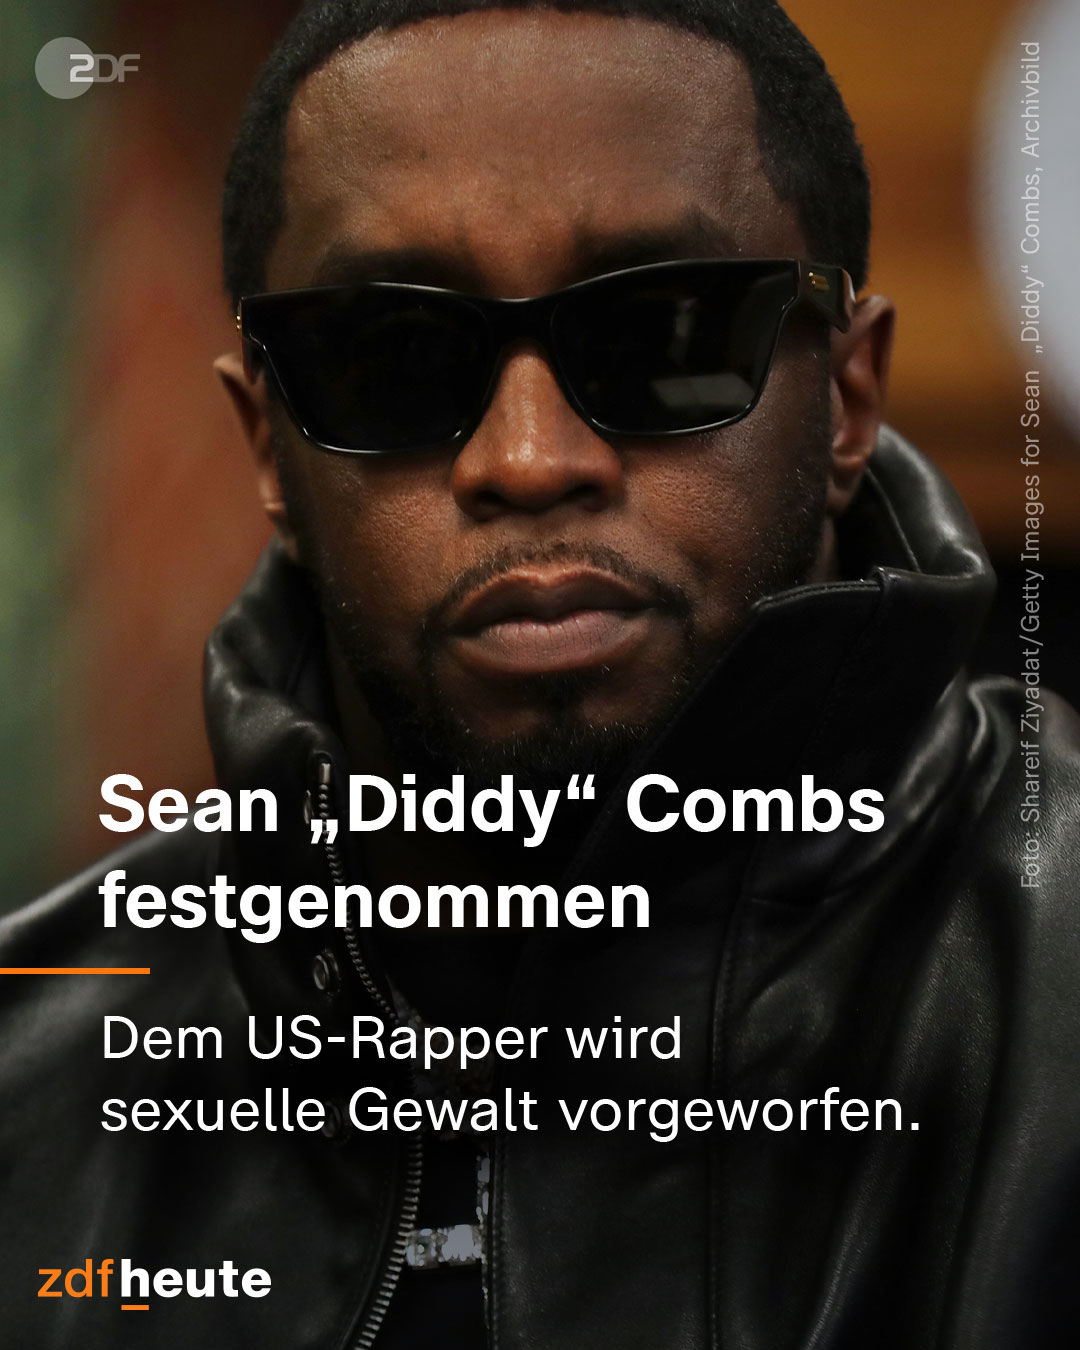 ZDF
Foto: Shareif Ziyadat/Getty Images for Sean „Diddy“ Combs, Archivbild
Sean „Diddy“ Combs
festgenommen
Dem US-Rapper wird
sexuelle Gewalt vorgeworfen.
zdfheute